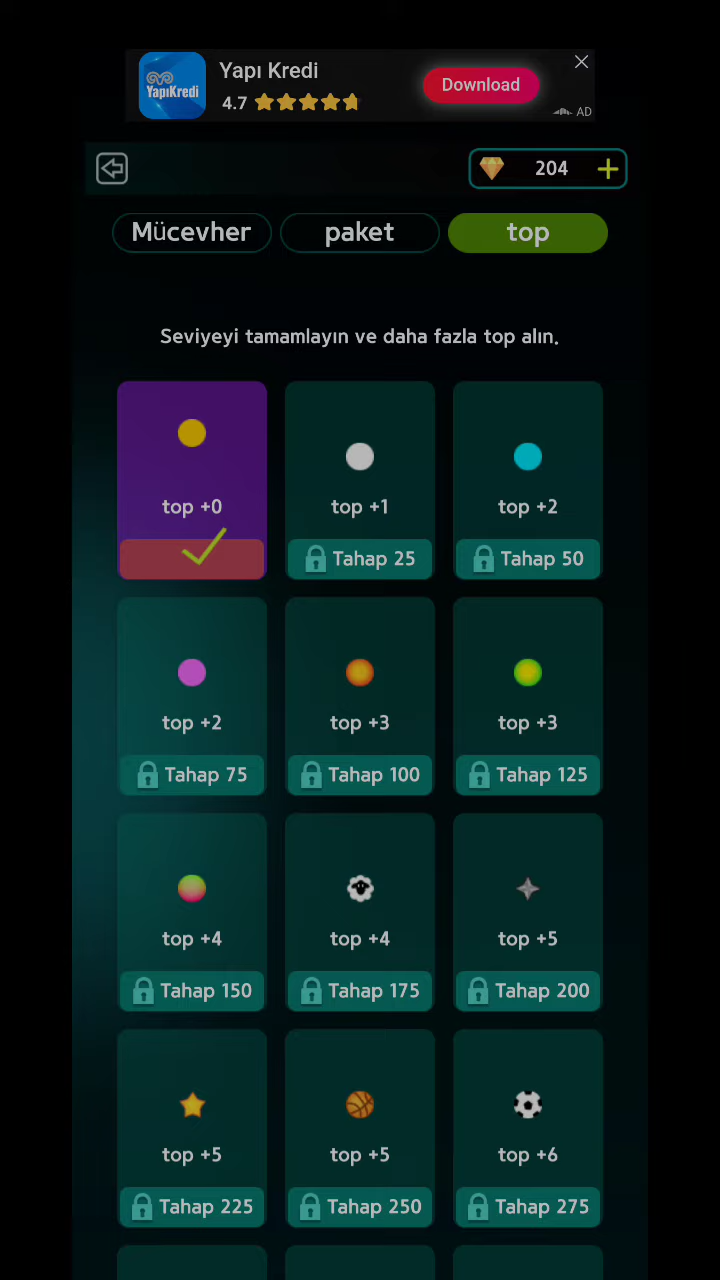 Yapı Kredi
YapıKredi
4.7
Download
AD
204
Mücevher
paket
top
Seviyeyi tamamlayın ve daha fazla top alın.
top +0
top +1
top +2
Tahap 25
Tahap 50
top +2
top +3
top +3
Tahap 75
Tahap 100
Tahap 125
top +4
top +4
top +5
Tahap 150
Tahap 175
Tahap 200
top +5
top +5
top +6
Tahap 225
Tahap 250
Tahap 275